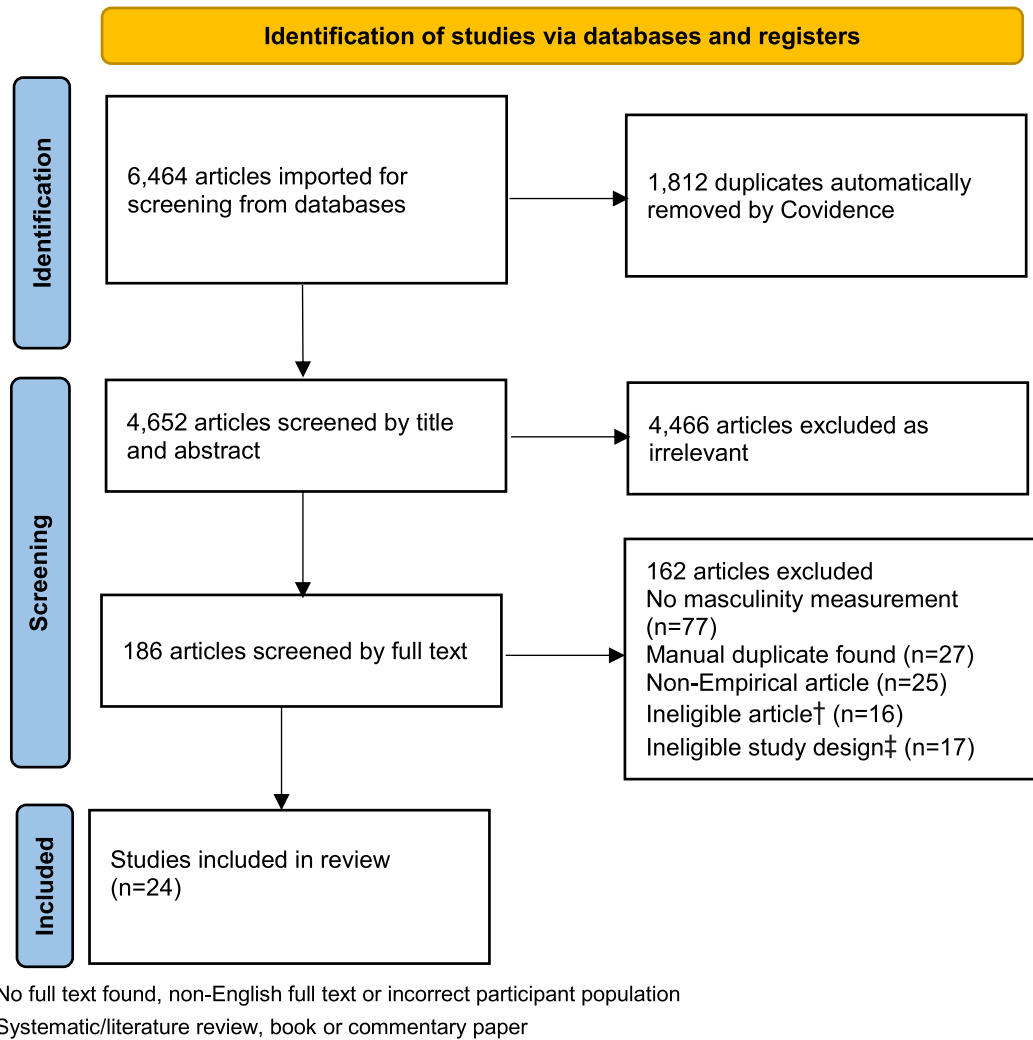 Identification of studies via databases and registers
Identification
6,464 articles imported for
screening from databases
1,812 duplicates automatically
removed by Covidence
Screening
4,652 articles screened by title
and abstract
4,466 articles excluded as
irrelevant
186 articles screened by full text
162 articles excluded
No masculinity measurement
(n=77)
Manual duplicate found (n=27)
Non-Empirical article (n=25)
Ineligible article† (n=16)
Ineligible study design‡ (n=17)
Included
Studies included in review
(n=24)
No full text found, non-English full text or incorrect participant population
Systematic/literature review, book or commentary paper